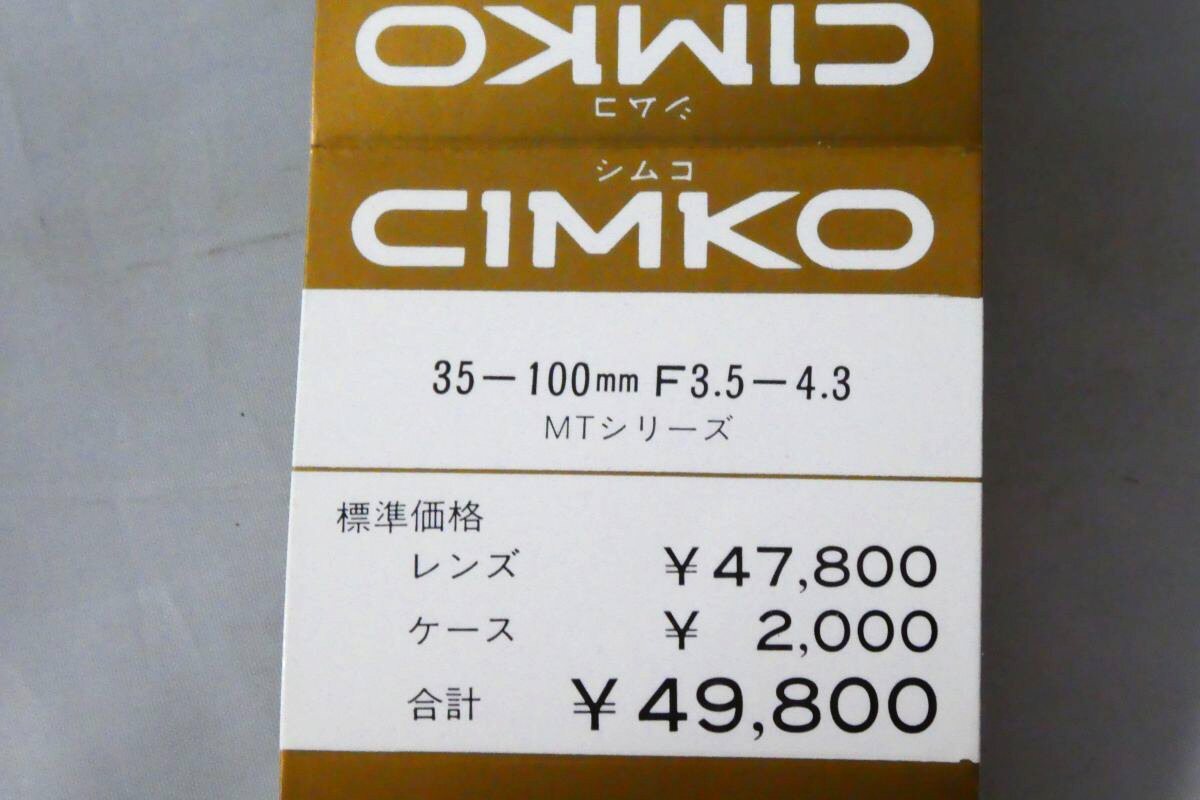 CIMKO
シムコ
シムコ
CIMKO
35－100mm F3.5－4.3
MTシリーズ
標準価格
レンズ ¥47,800
ケース ¥ 2,000
合計 ¥49,800